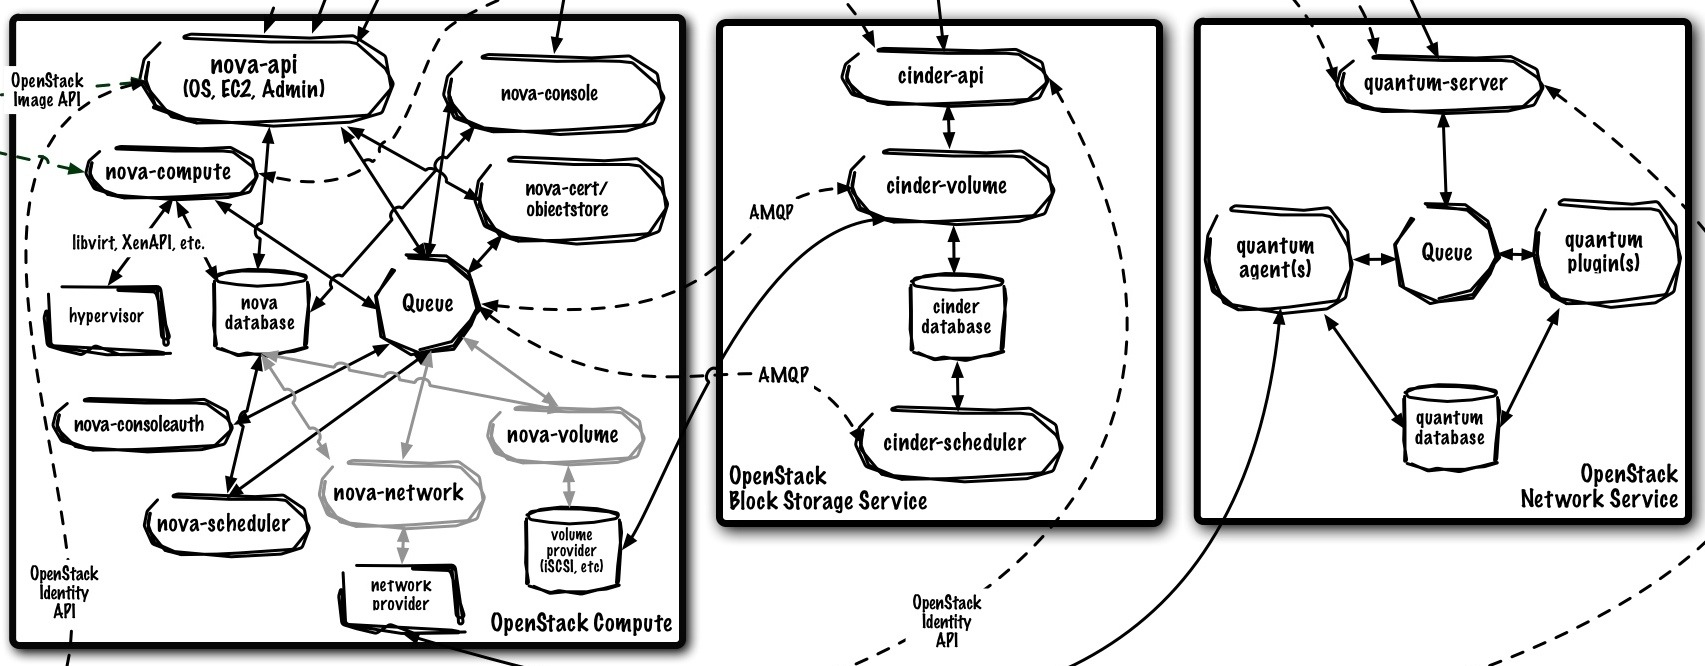 OpenStack
Image API
nova-api
(OS, EC2, Admin)
nova-console
nova-compute
nova-cert/
objectstore
libvirt, XenAPI, etc.
hypervisor
nova
database
Queue
nova-consoleauth
nova-volume
nova-network
nova-scheduler
volume
provider
(iSCSI, etc)
network
provider
OpenStack
Identity
API
OpenStack Compute
AMQP
AMQP
cinder-api
cinder-volume
cinder
database
cinder-scheduler
OpenStack
Block Storage Service
OpenStack
Identity
API
quantum-server
quantum
agent(s)
Queue
quantum
plugin(s)
quantum
database
OpenStack
Network Service